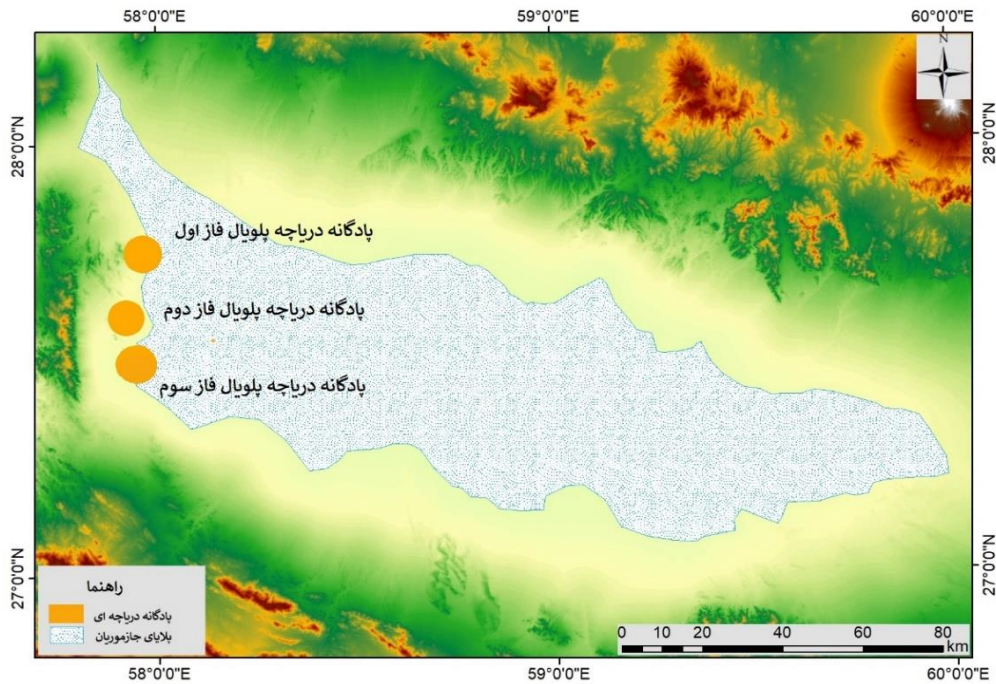 58°0'0"E
59°0'0"E
60°0'0"E
N
28°0'0"N
28°0'0"N
پادگانه دریاچه پلویال فاز اول
پادگانه دریاچه پلویال فاز دوم
پادگانه دریاچه پلویال فاز سوم
27°0'0"N
27°0'0"N
راهنما
پادگانه دریاچه ای
پلایای جازموریان
0 10 20 40 60 80
km
58°0'0"E
59°0'0"E
60°0'0"E